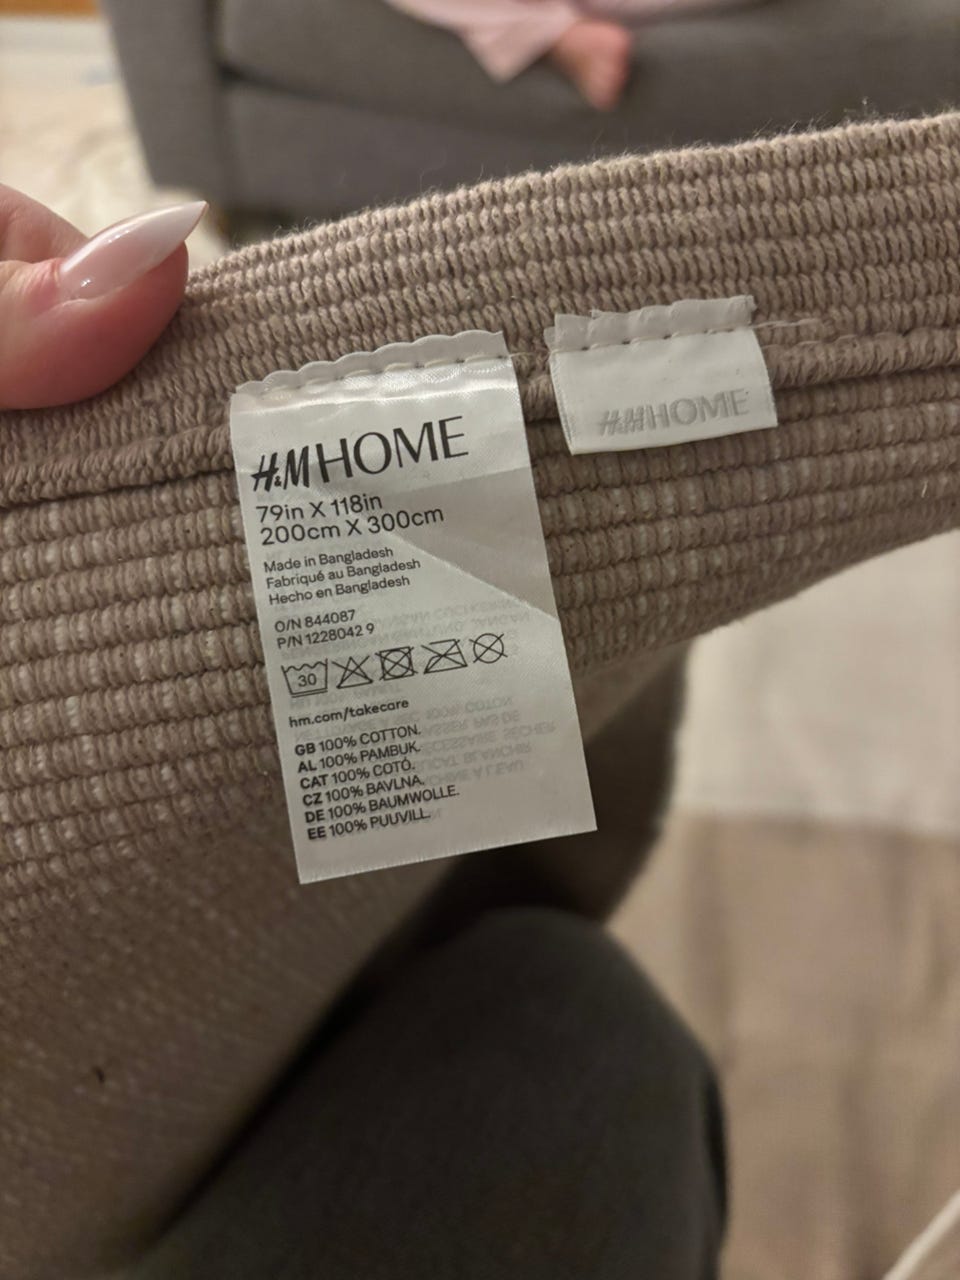 H&M HOME
79in X 118in
200cm X 300cm
Made in Bangladesh
Fabriqué au Bangladesh
Hecho en Bangladesh
O/N 844087
P/N 1228042 9
30
hm.com/takecare
GB 100% COTTON.
AL 100% PAMBUK.
CAT 100% COTÓ.
CZ 100% BAVLNA.
DE 100% BAUMWOLLE.
EE 100% PUUVILL.
H&M HOME